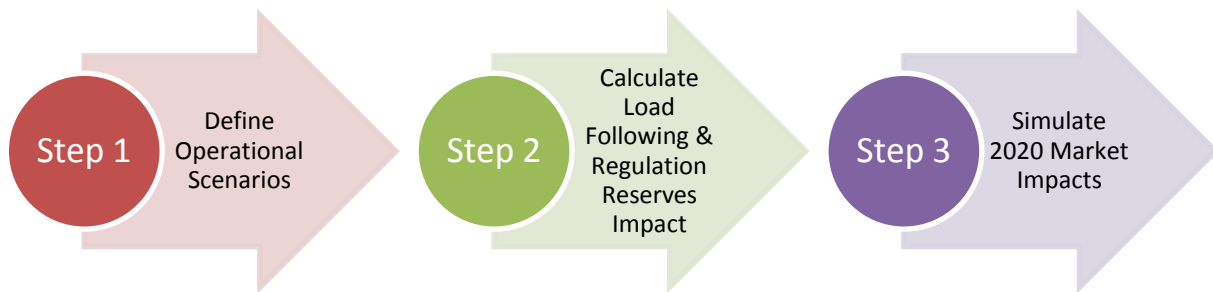 Step 1
Define
Operational
Scenarios
Step 2
Calculate
Load
Following &
Regulation
Reserves
Impact
Step 3
Simulate
2020 Market
Impacts